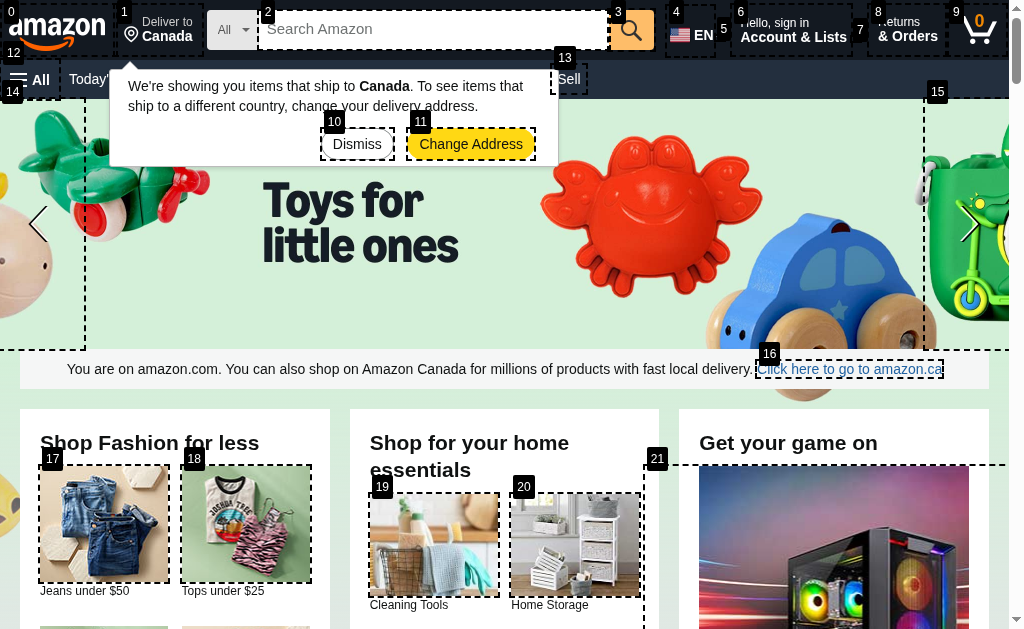 0 1 2 3 4 5 6 7 8 9
amazon
Deliver to
Canada
All
Search Amazon
EN
Hello, sign in
Account & Lists
Returns
& Orders
0
12
13
All
Today'
Sell
14
15
We're showing you items that ship to Canada. To see items that
ship to a different country, change your delivery address.
10 11
Dismiss
Change Address
Toys for
little ones
16
You are on amazon.com. You can also shop on Amazon Canada for millions of products with fast local delivery. Click here to go to amazon.ca
Shop Fashion for less
17 18
JOSHUA TREE
Jeans under $50
Tops under $25
Shop for your home
essentials
19 20
Cleaning Tools
Home Storage
Get your game on
21